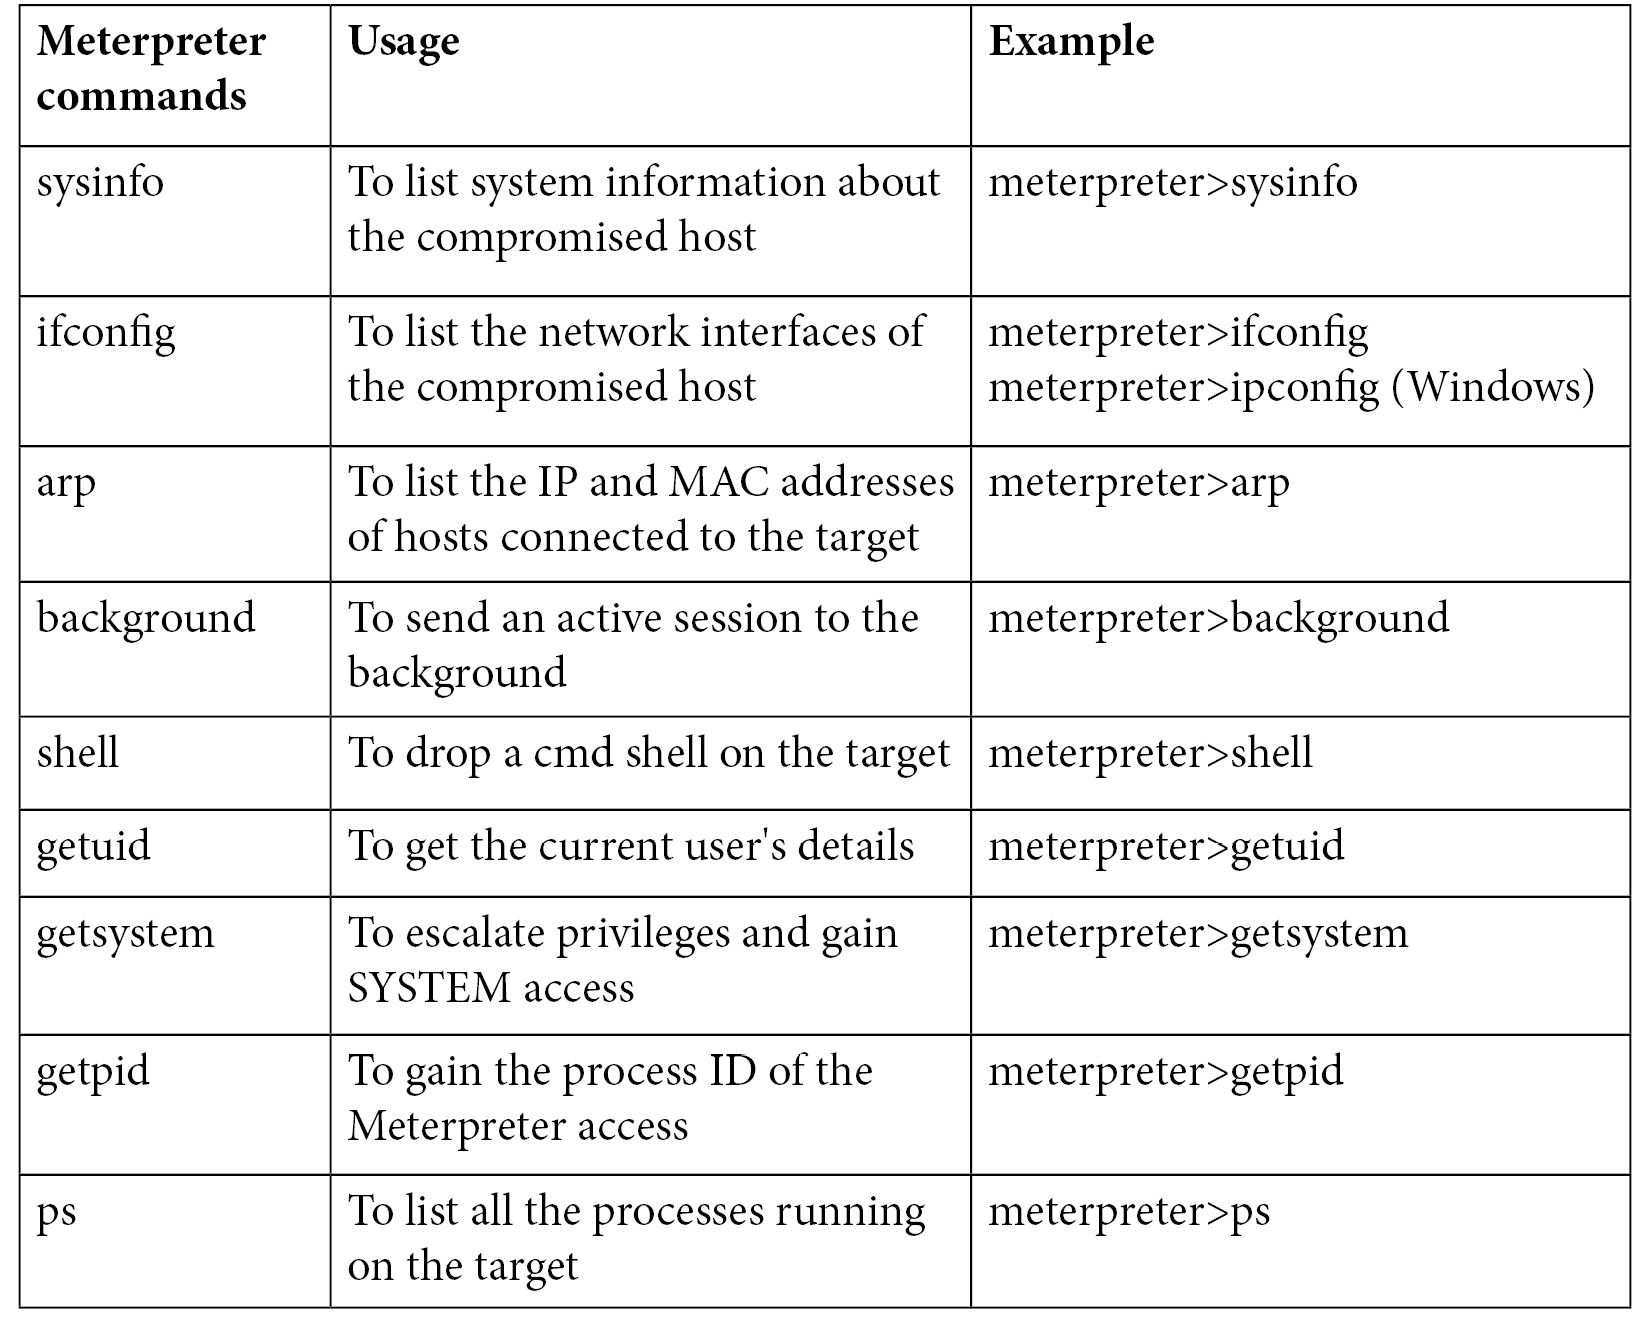 Meterpreter commands
Usage
Example
sysinfo
To list system information about
the compromised host
meterpreter>sysinfo
ifconfig
To list the network interfaces of
the compromised host
meterpreter>ifconfig
meterpreter>ipconfig (Windows)
arp
To list the IP and MAC addresses
of hosts connected to the target
meterpreter>arp
background
To send an active session to the
background
meterpreter>background
shell
To drop a cmd shell on the target
meterpreter>shell
getuid
To get the current user's details
meterpreter>getuid
getsystem
To escalate privileges and gain
SYSTEM access
meterpreter>getsystem
getpid
To gain the process ID of the
Meterpreter access
meterpreter>getpid
ps
To list all the processes running
on the target
meterpreter>ps